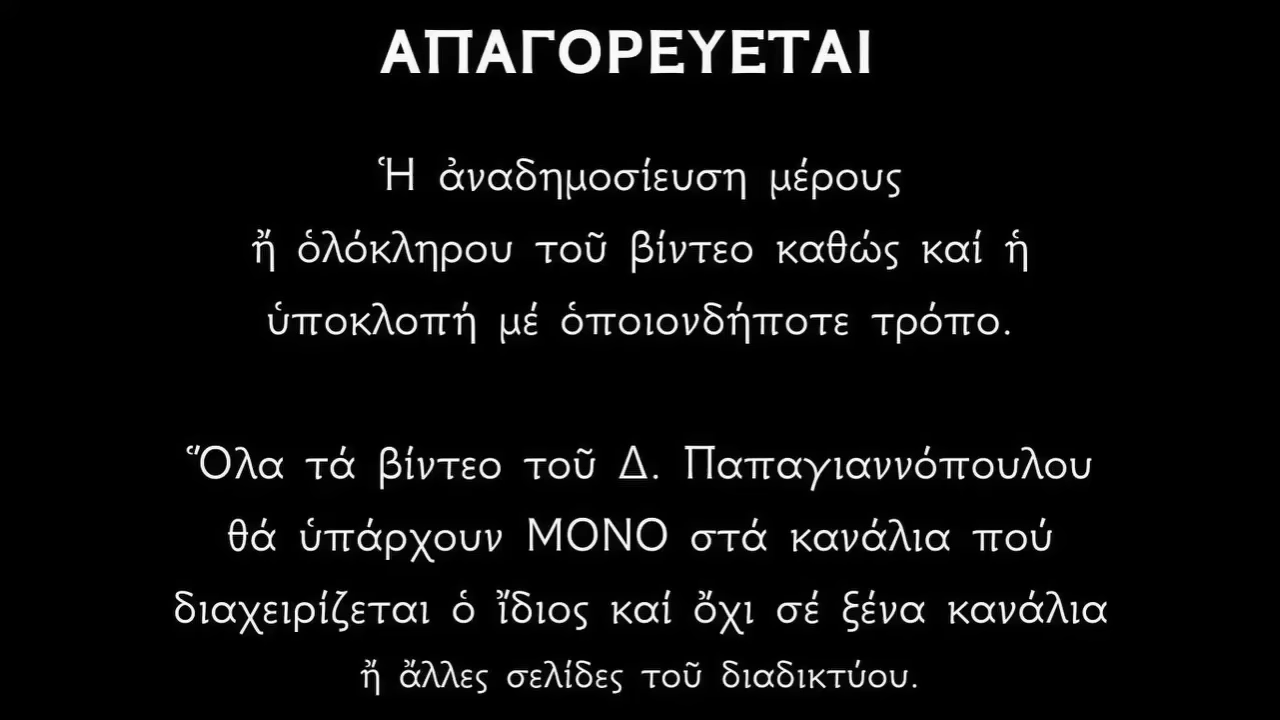 ΑΠΑΓΟΡΕΥΕΤΑΙ
Ἡ ἀναδημοσίευση μέρους
ἤ ὁλόκληρου τοῦ βίντεο καθώς καί ἡ
ὑποκλοπή μέ ὁποιονδήποτε τρόπο.
Ὅλα τά βίντεο τοῦ Δ. Παπαγιαννόπουλου
θά ὑπάρχουν ΜΟΝΟ στά κανάλια πού
διαχειρίζεται ὁ ἴδιος καί ὄχι σέ ξένα κανάλια
ἤ ἄλλες σελίδες τοῦ διαδικτύου.